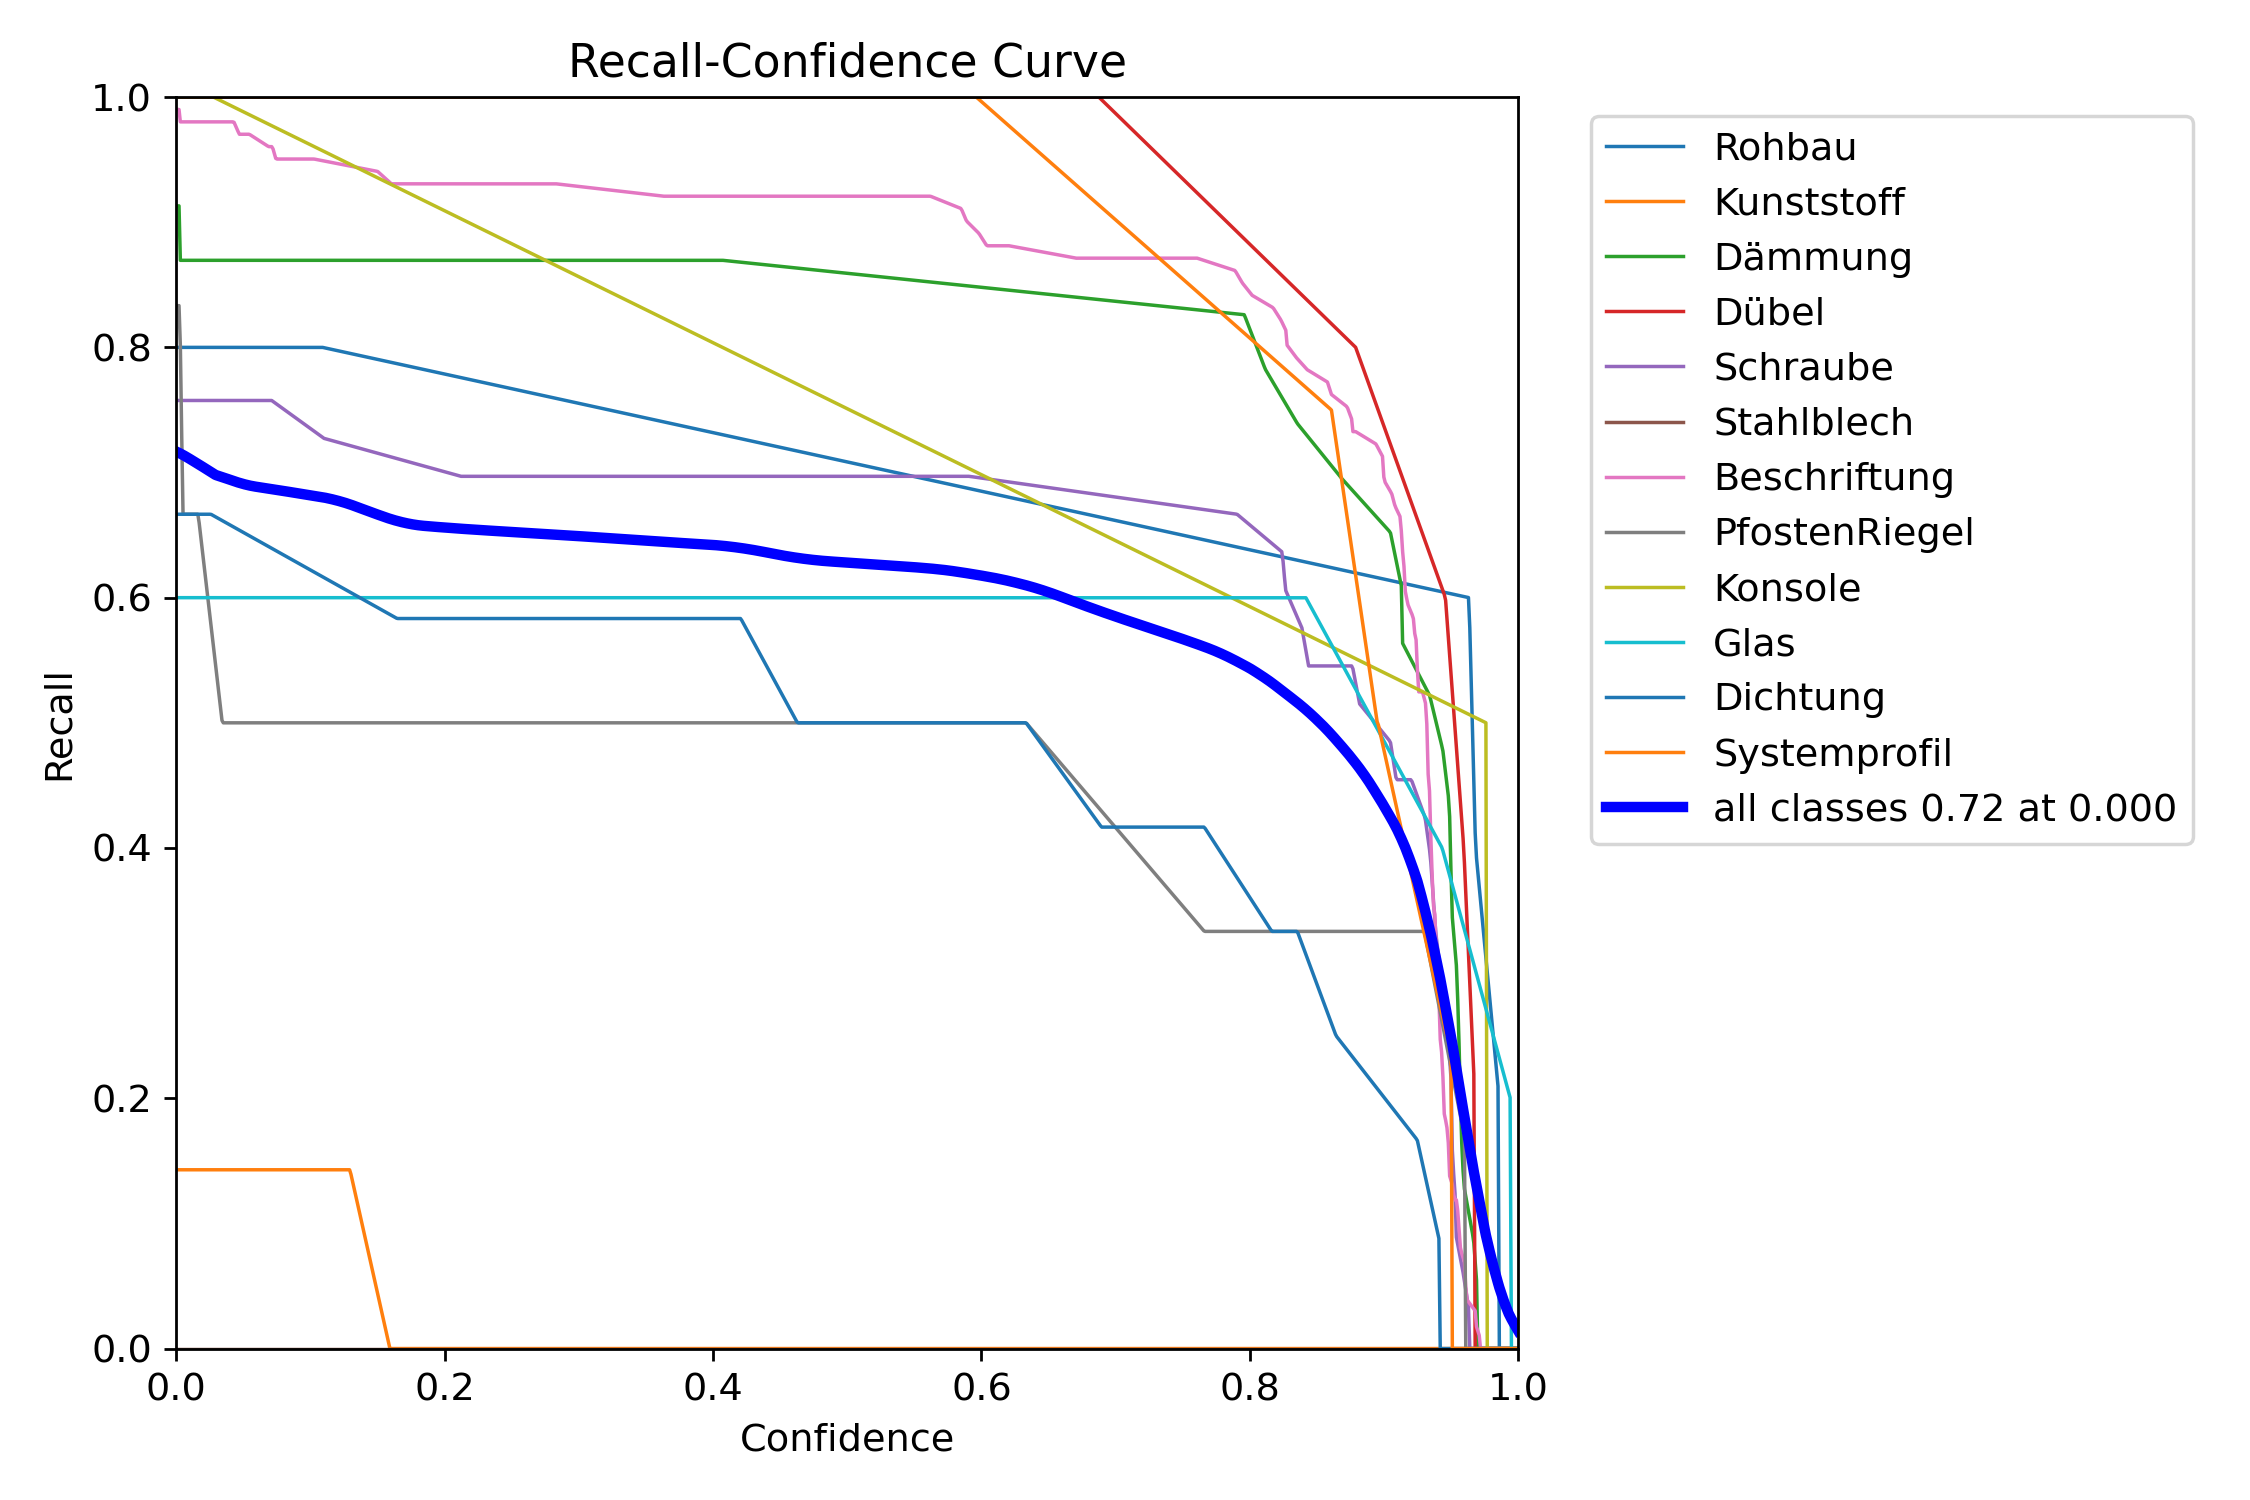 Recall-Confidence Curve
1.0
0.8
0.6
0.4
0.2
0.0
Recall
0.0 0.2 0.4 0.6 0.8 1.0
Confidence
Rohbau
Kunststoff
Dämmung
Dübel
Schraube
Stahlblech
Beschriftung
PfostenRiegel
Konsole
Glas
Dichtung
Systemprofil
all classes 0.72 at 0.000